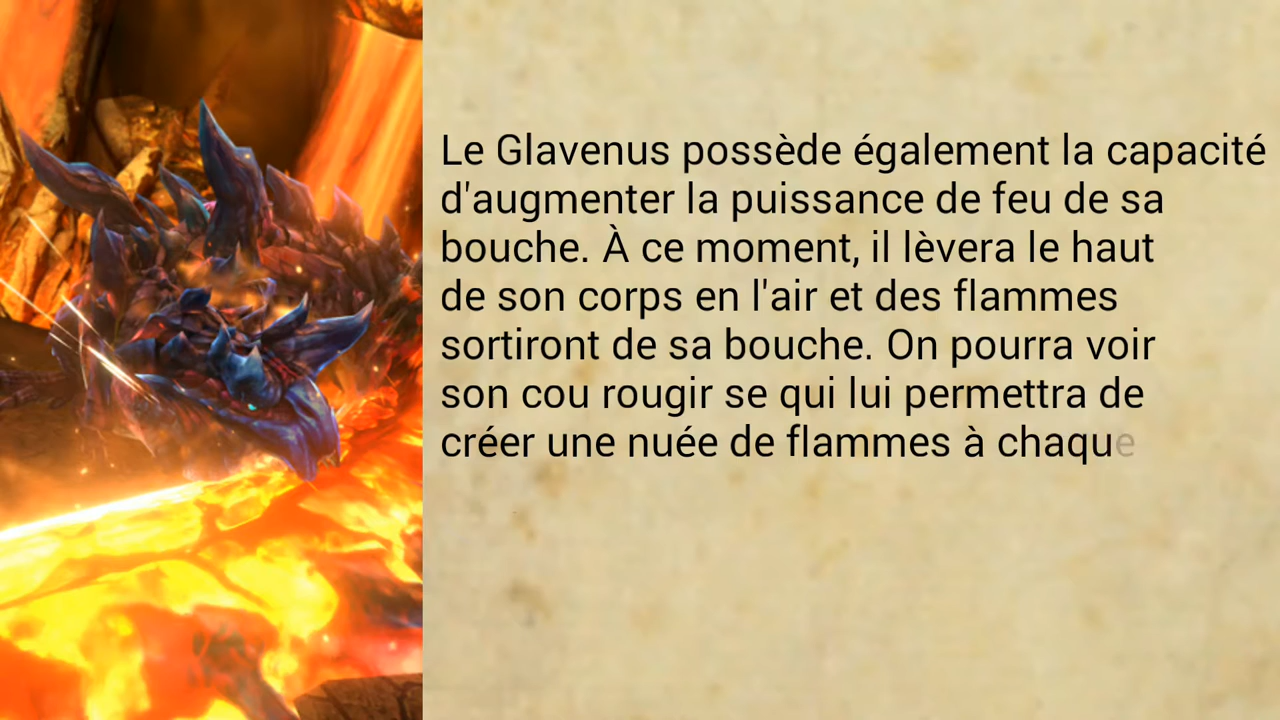 Le Glavenus possède également la capacité
d'augmenter la puissance de feu de sa
bouche. À ce moment, il lèvera le haut
de son corps en l'air et des flammes
sortiront de sa bouche. On pourra voir
son cou rougir se qui lui permettra de
créer une nuée de flammes à chaque